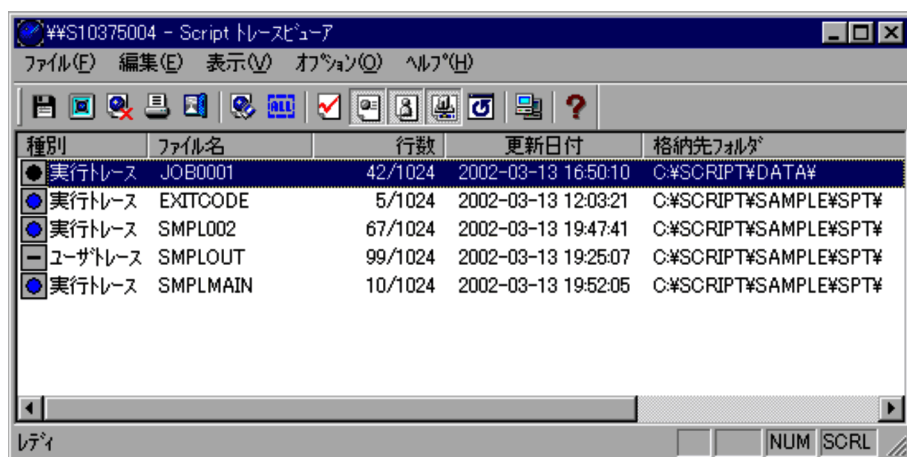 ¥¥S10375004 - Script ﾄﾚｰｽﾋﾞｭｰｱ
ﾌｧｲﾙ(F) 編集(E) 表示(V) ｵﾌﾟｼｮﾝ(O) ﾍﾙﾌﾟ(H)
ALL
種別 ﾌｧｲﾙ名 行数 更新日付 格納先ﾌｫﾙﾀﾞ
実行ﾄﾚｰｽ JOB0001 42/1024 2002-03-13 16:50:10 C:¥SCRIPT¥DATA¥
実行ﾄﾚｰｽ EXITCODE 5/1024 2002-03-13 12:03:21 C:¥SCRIPT¥SAMPLE¥SPT¥
実行ﾄﾚｰｽ SMPL002 67/1024 2002-03-13 19:47:41 C:¥SCRIPT¥SAMPLE¥SPT¥
ﾕｰｻﾞﾄﾚｰｽ SMPLOUT 99/1024 2002-03-13 19:25:07 C:¥SCRIPT¥SAMPLE¥SPT¥
実行ﾄﾚｰｽ SMPLMAIN 10/1024 2002-03-13 19:52:05 C:¥SCRIPT¥SAMPLE¥SPT¥
ﾚﾃﾞｨ NUM SCRL